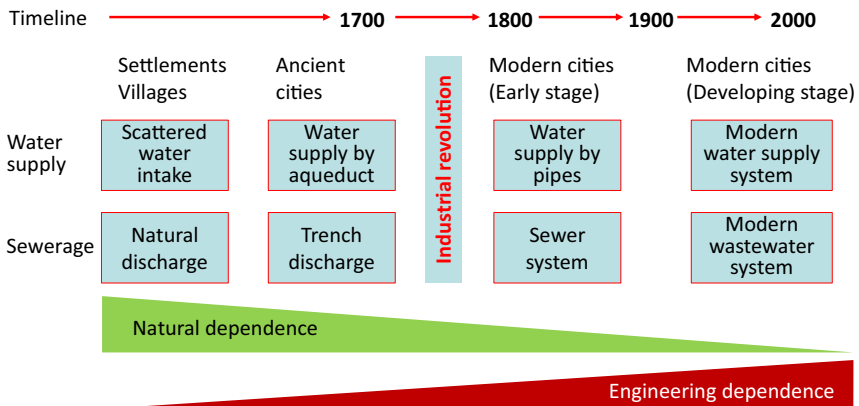 Timeline 1700 1800 1900 2000
Settlements
Villages
Ancient
cities
Industrial revolution
Modern cities
(Early stage)
Modern cities
(Developing stage)
Water
supply
Scattered
water
intake
Water
supply by
aqueduct
Water
supply by
pipes
Modern
water supply
system
Sewerage
Natural
discharge
Trench
discharge
Sewer
system
Modern
wastewater
system
Natural dependence
Engineering dependence